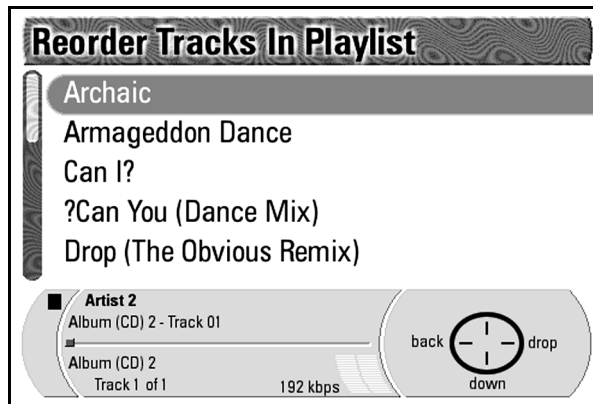 Reorder Tracks In Playlist
Archaic
Armageddon Dance
Can I?
?Can You (Dance Mix)
Drop (The Obvious Remix)
Artist 2
Album (CD) 2 - Track 01
Album (CD) 2
Track 1 of 1 192 kbps
back drop
down